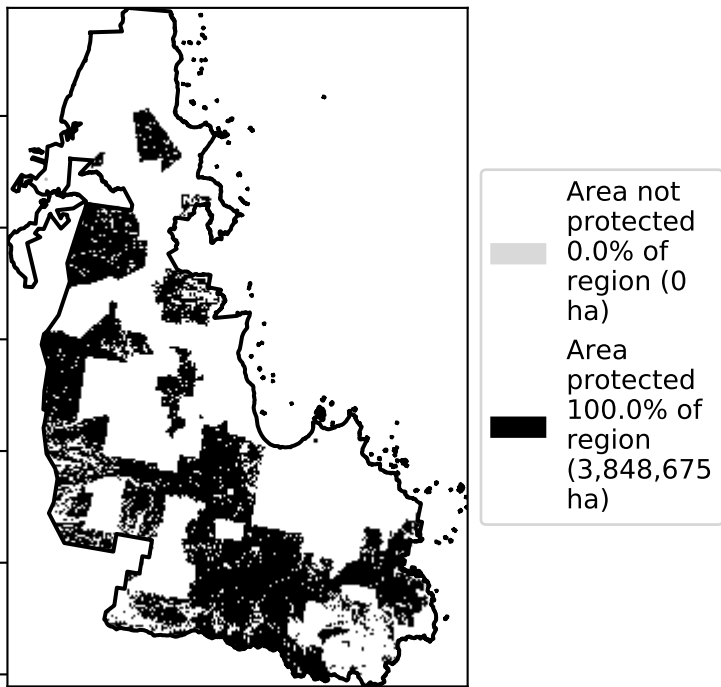 Area not
protected
0.0% of
region (0
ha)
Area
protected
100.0% of
region
(3,848,675
ha)